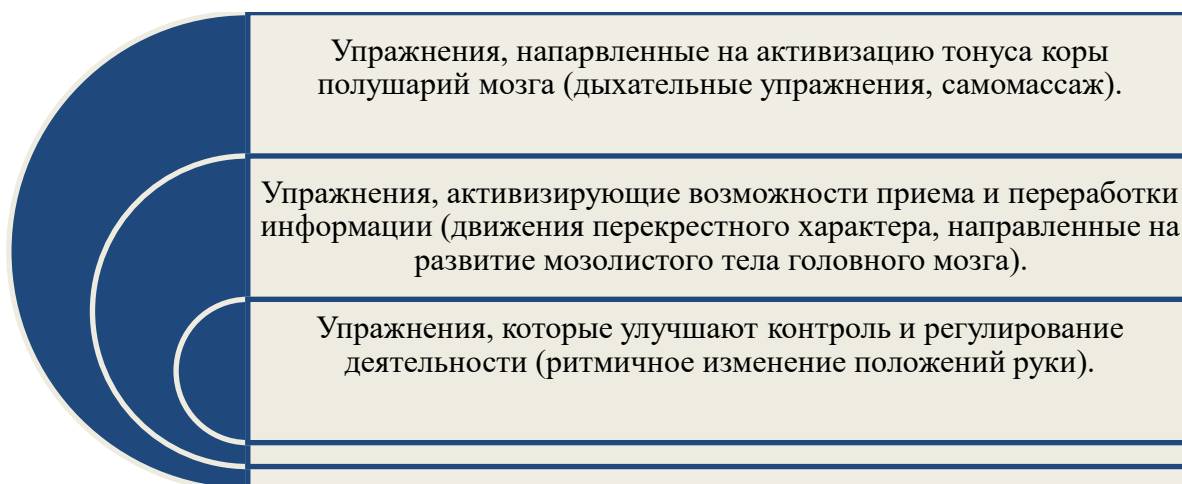 Упражнения, напарвленные на активизацию тонуса коры
полушарий мозга (дыхательные упражнения, самомассаж).
Упражнения, активизирующие возможности приема и переработки
информации (движения перекрестного характера, направленные на
развитие мозолистого тела головного мозга).
Упражнения, которые улучшают контроль и регулирование
деятельности (ритмичное изменение положений руки).